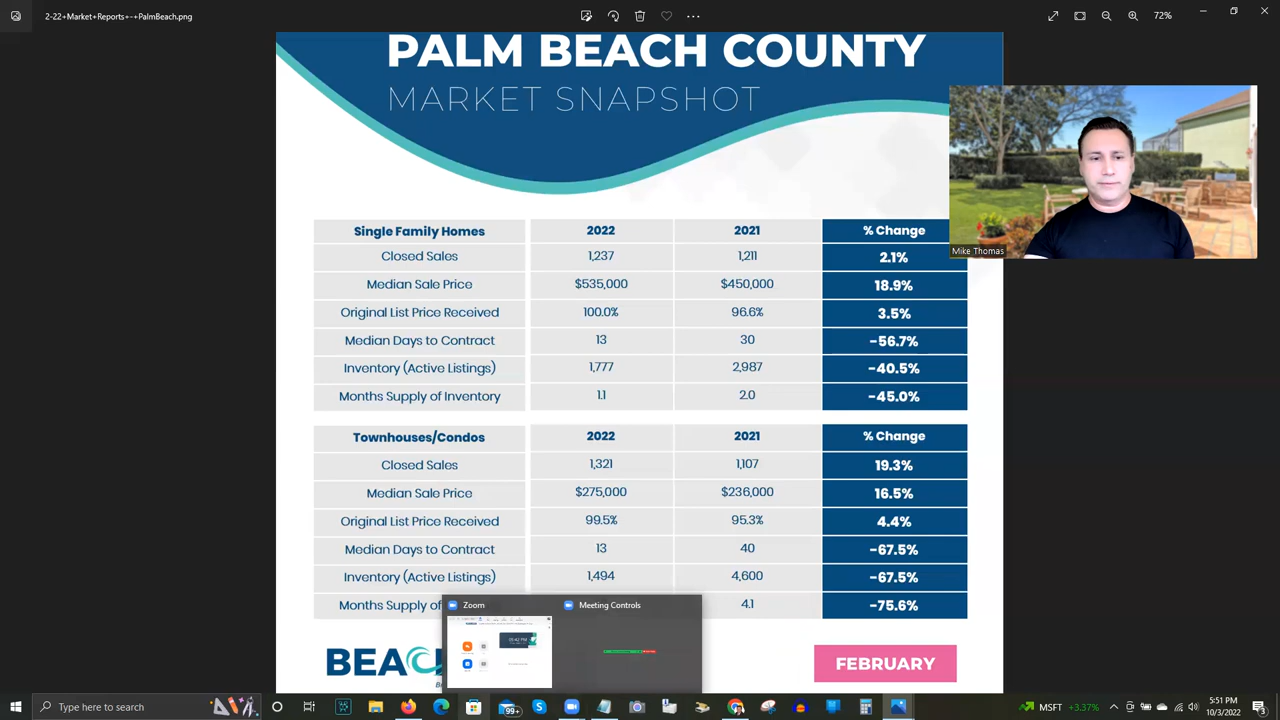 2-22+Market+Reports+-+PalmBeach.png
72%
PALM BEACH COUNTY
MARKET SNAPSHOT
Mike Thomas
Single Family Homes 2022 2021 % Change
Closed Sales 1,237 1,211 2.1%
Median Sale Price $535,000 $450,000 18.9%
Original List Price Received 100.0% 96.6% 3.5%
Median Days to Contract 13 30 -56.7%
Inventory (Active Listings) 1,777 2,987 -40.5%
Months Supply of Inventory 1.1 2.0 -45.0%
Townhouses/Condos 2022 2021 % Change
Closed Sales 1,321 1,107 19.3%
Median Sale Price $275,000 $236,000 16.5%
Original List Price Received 99.5% 95.3% 4.4%
Median Days to Contract 13 40 -67.5%
Inventory (Active Listings) 1,494 4,600 -67.5%
Months Supply of 4.1 -75.6%
Zoom Meeting Controls
BEAC
FEBRUARY
Type here to search
99+
MSFT +3.37%
5:51 PM
10/3/2022